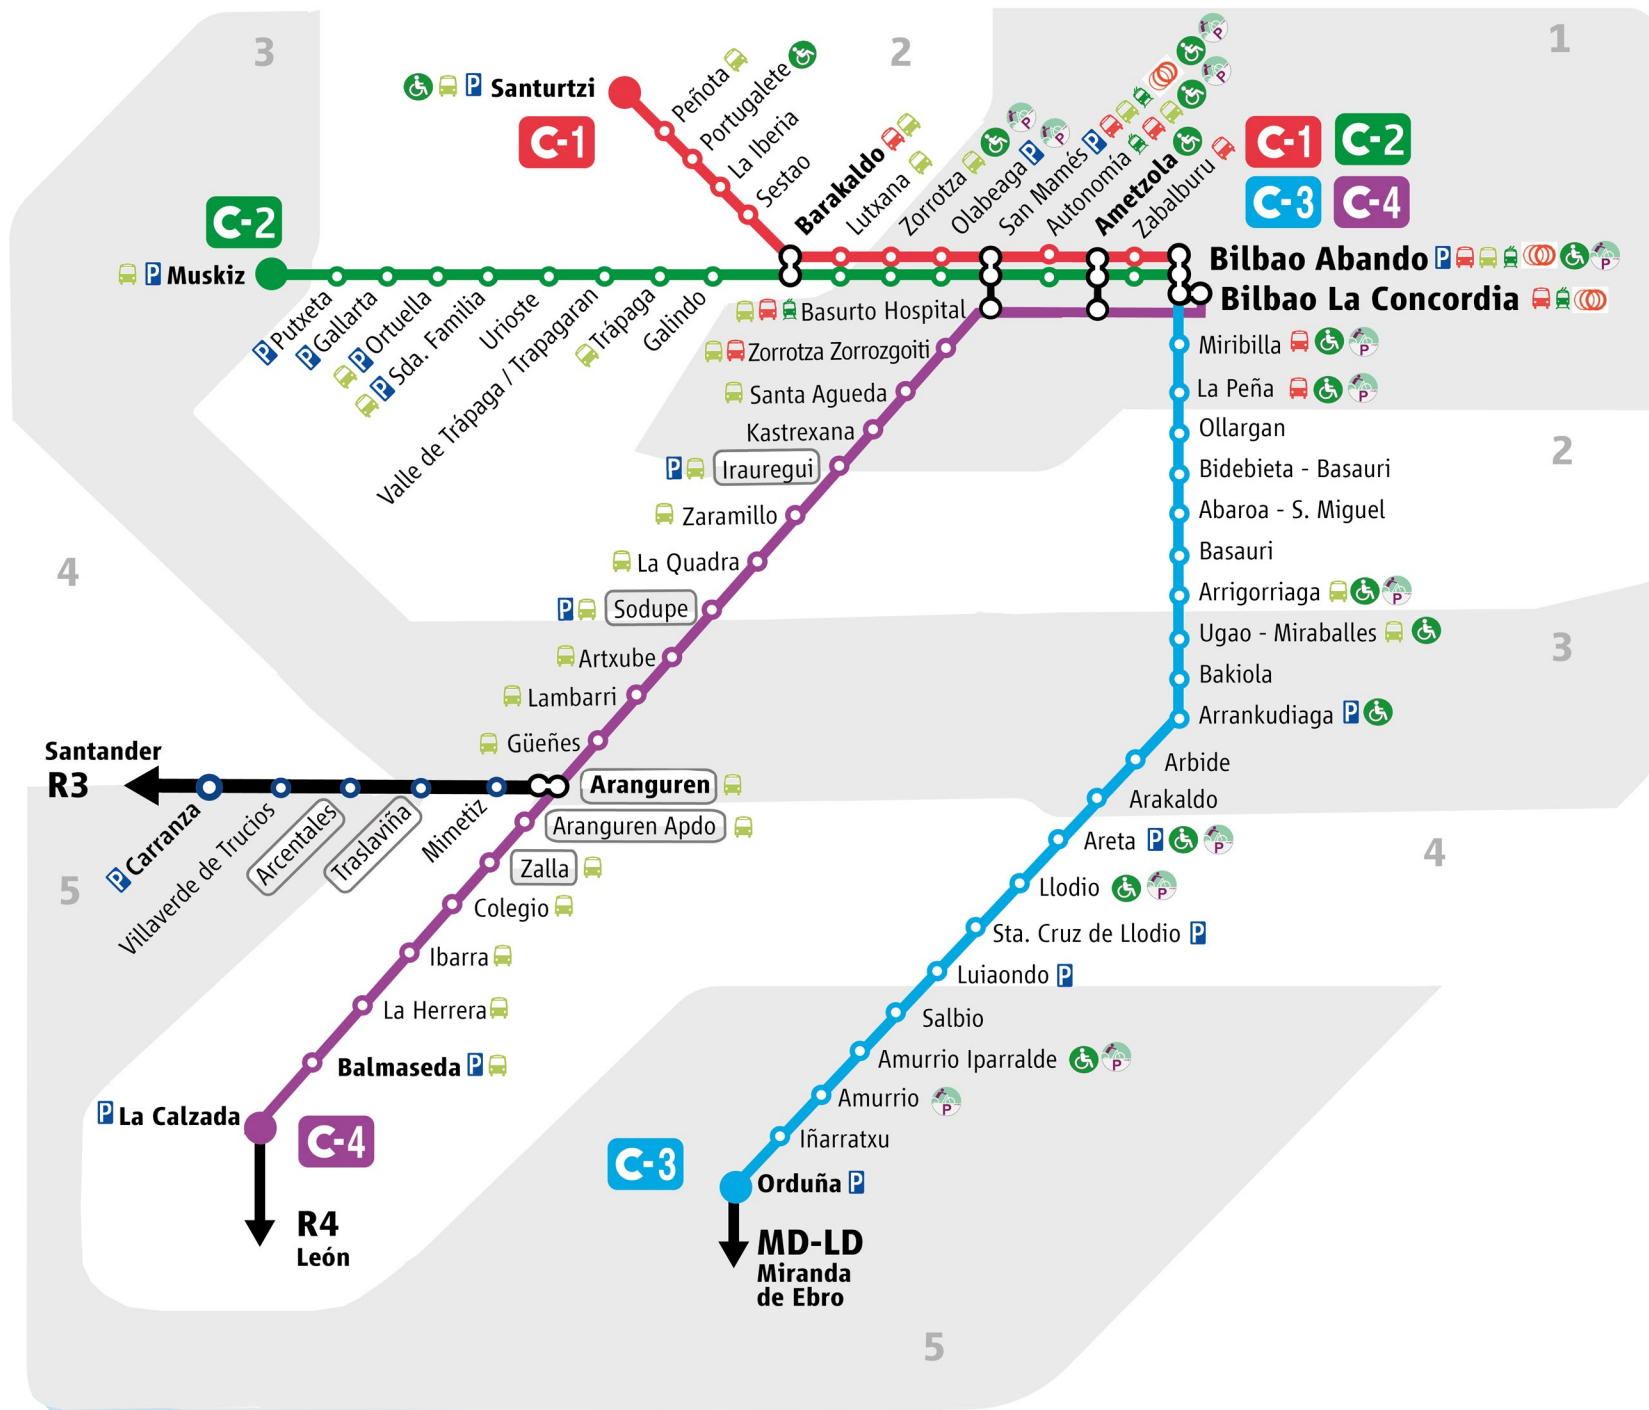 3
2
1
Santurtzi
C-1
Peñota
Portugalete
La Iberia
Sestao
Barakaldo
Lutxana
Zorrotza
Olabeaga
San Mamés
Autonomía
Ametzola
Zabalburu
C-1
C-2
C-3
C-4
C-2
Muskiz
Bilbao Abando
Bilbao La Concordia
Putxeta
Gallarta
Ortuella
Sda. Familia
Urioste
Valle de Trápaga / Trapagaran
Trápaga
Galindo
Basurto Hospital
Zorrotza Zorrozgoiti
Santa Agueda
Kastrexana
Irauregui
Zaramillo
La Quadra
Sodupe
Artxube
Lambarri
Güeñes
Aranguren
Aranguren Apdo
Zalla
Colegio
Ibarra
La Herrera
Balmaseda
La Calzada
C-4
R4
León
Santander
R3
Carranza
Villaverde de Trucios
Arcentales
Traslaviña
Mimetiz
Miribilla
La Peña
Ollargan
Bidebieta - Basauri
Abaroa - S. Miguel
Basauri
Arrigorriaga
Ugao - Miraballes
Bakiola
Arrankudiaga
Arbide
Arakaldo
Areta
Llodio
Sta. Cruz de Llodio
Luiaondo
Salbio
Amurrio Iparralde
Amurrio
Iñarratxu
C-3
Orduña
MD-LD
Miranda
de Ebro
2
4
3
4
5
5